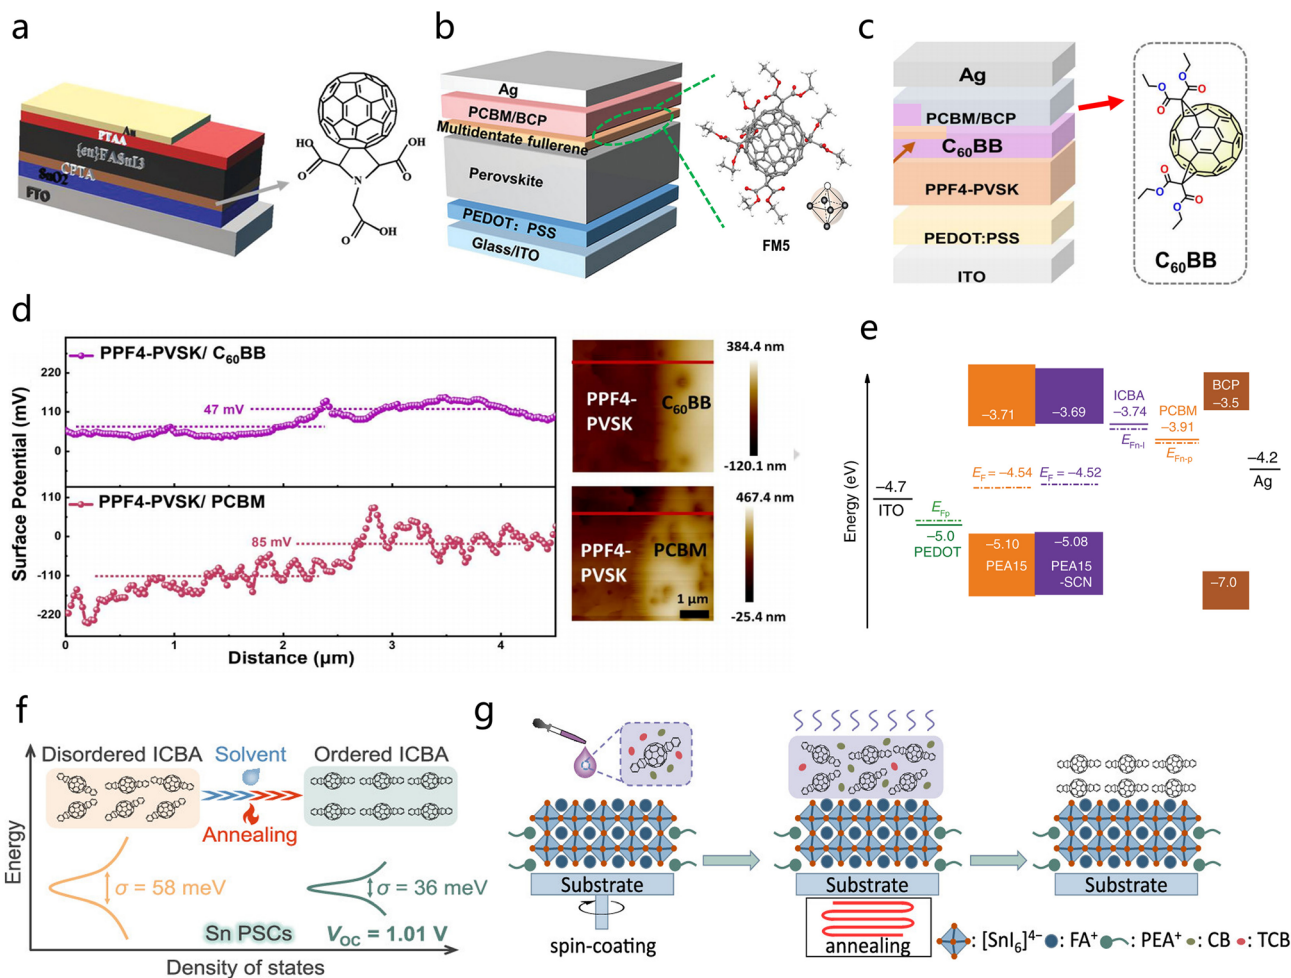 a
Au
PTAA
{en}FASnI3
CPTA
SnO2
FTO
HO
O
OH
O
N
O
OH
b
Ag
PCBM/BCP
Multidentate fullerene
Perovskite
PEDOT: PSS
Glass/ITO
FM5
c
Ag
PCBM/BCP
C60BB
PPF4-PVSK
PEDOT:PSS
ITO
O
O
O
O
O
O
O
O
C60BB
d
Surface Potential (mV)
PPF4-PVSK/ C60BB
220
110
0
47 mV
PPF4-PVSK/ PCBM
110
0
-110
-220
85 mV
0 1 2 3 4
Distance (μm)
PPF4-
PVSK
C60BB
384.4 nm
-120.1 nm
PPF4-
PVSK
PCBM
1 μm
467.4 nm
-25.4 nm
e
Energy (eV)
−4.7
ITO
EFp
−5.0
PEDOT
−3.71
EF = −4.54
−5.10
PEA15
−3.69
EF = −4.52
−5.08
PEA15
-SCN
ICBA
−3.74
EFn-I
PCBM
−3.91
EFn-p
BCP
−3.5
−7.0
−4.2
Ag
f
Energy
Disordered ICBA
Solvent
Annealing
Ordered ICBA
σ = 58 meV
σ = 36 meV
Sn PSCs
VOC = 1.01 V
Density of states
g
Substrate
spin-coating
Substrate
annealing
Substrate
: [SnI6]4− : FA+ : PEA+ : CB : TCB